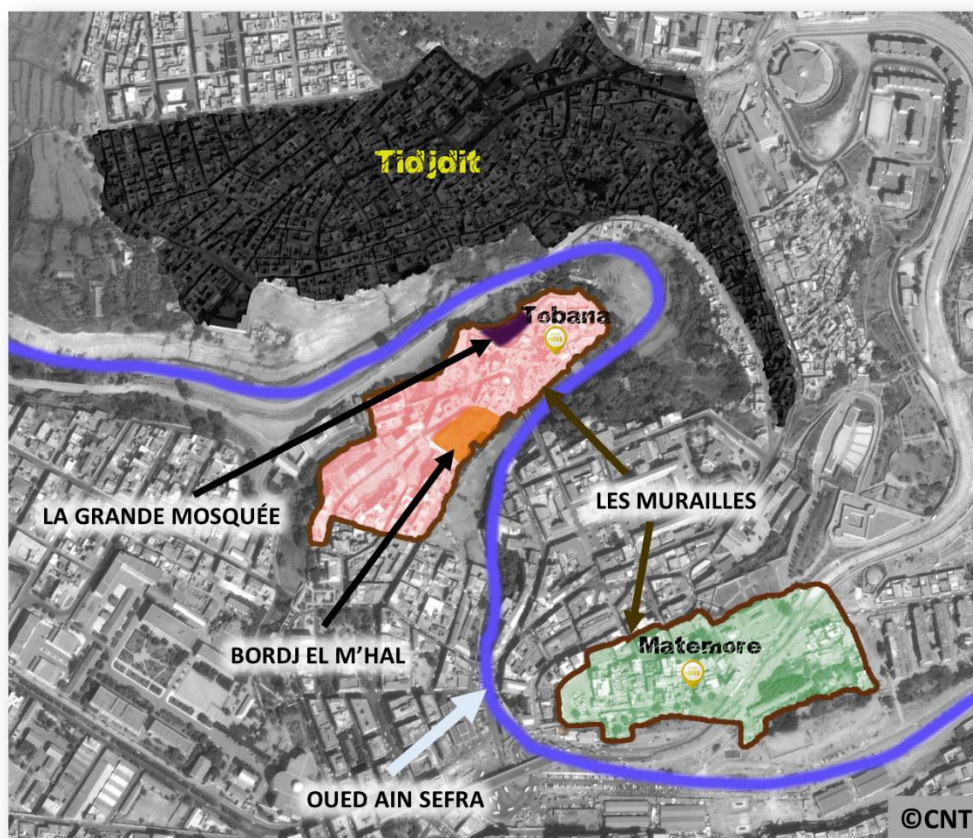 Tidjdit
Tobana
LA GRANDE MOSQUÉE
LES MURAILLES
BORDJ EL M'HAL
Matemore
OUED AIN SEFRA
©CNT